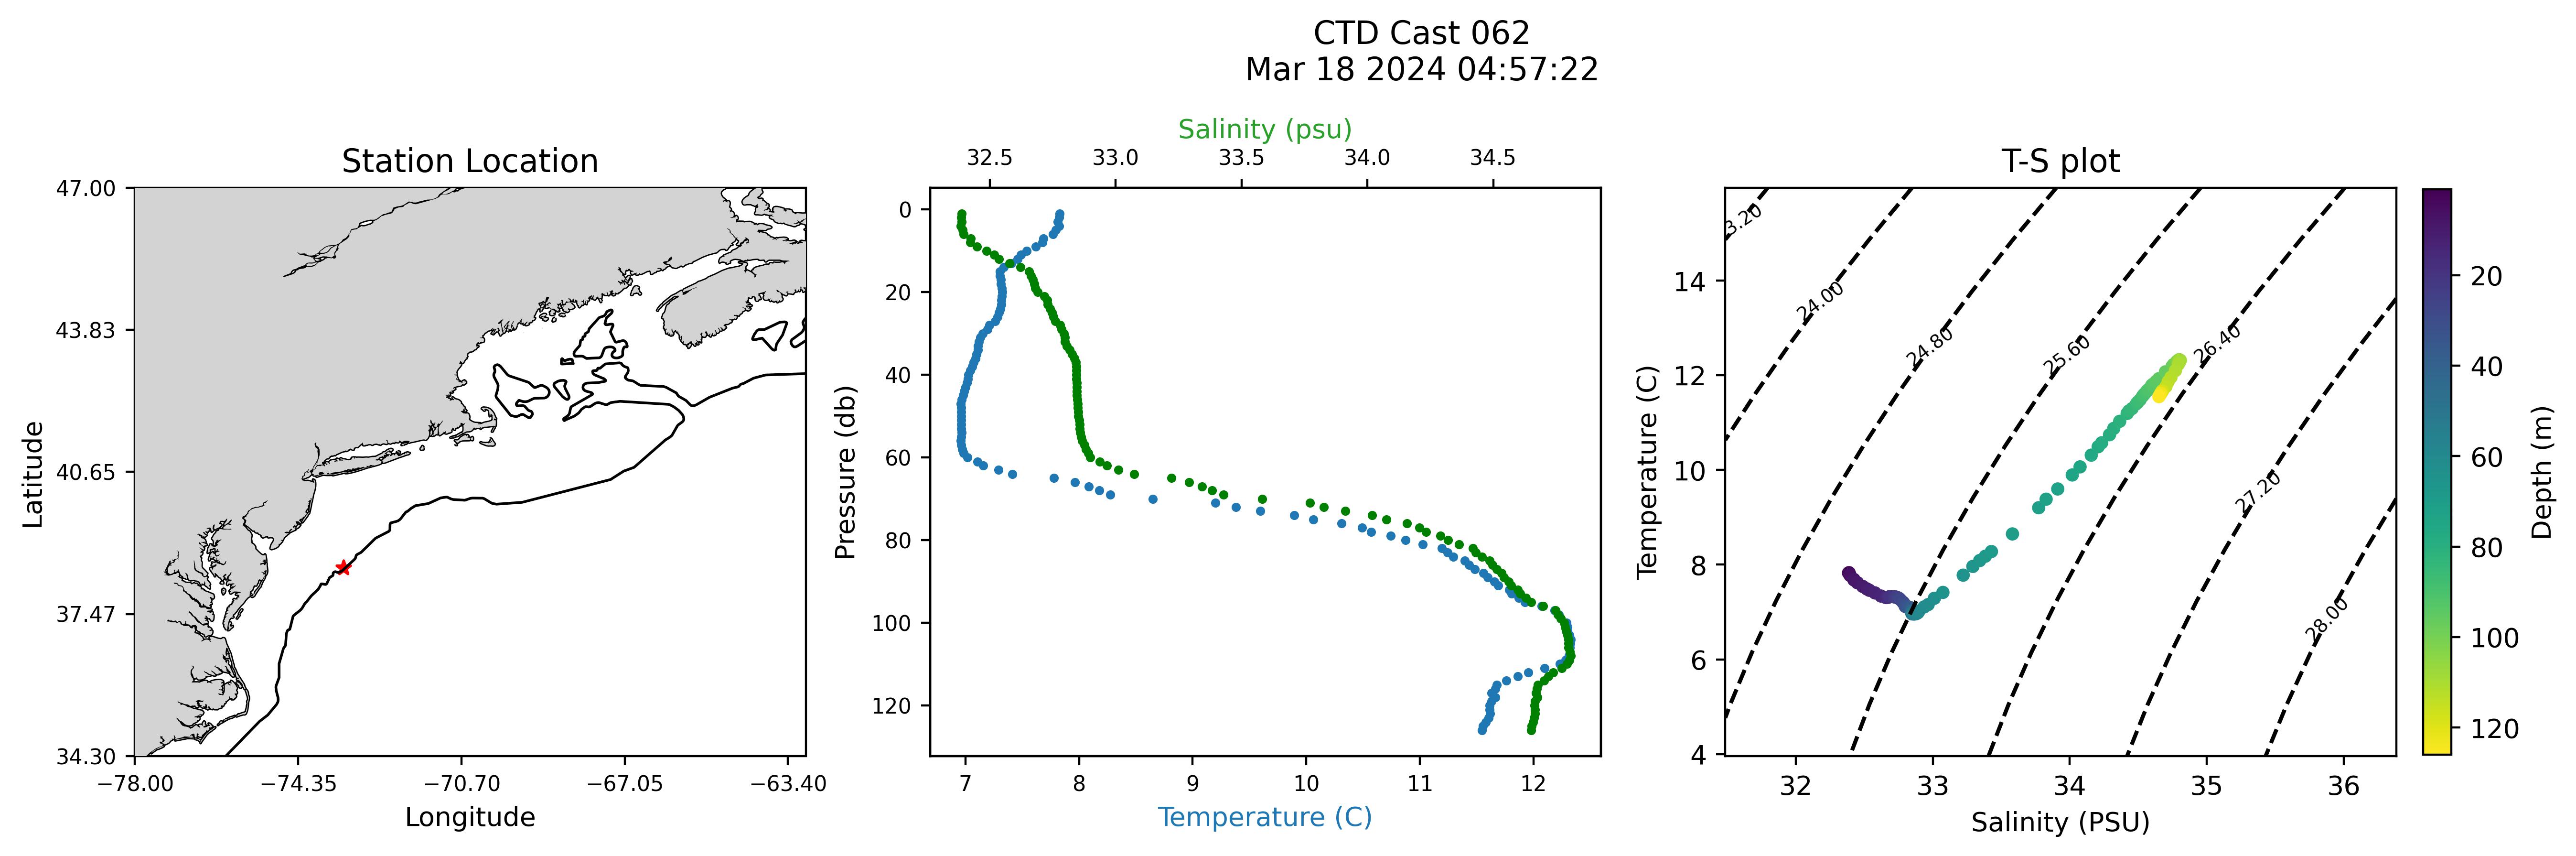 CTD Cast 062
Mar 18 2024 04:57:22
Station Location
47.00
43.83
40.65
37.47
34.30
Latitude
−78.00 −74.35 −70.70 −67.05 −63.40
Longitude
Salinity (psu)
32.5 33.0 33.5 34.0 34.5
0
20
40
60
80
100
120
Pressure (db)
7 8 9 10 11 12
Temperature (C)
T-S plot
14
12
10
8
6
4
Temperature (C)
3.20
24.00
24.80
25.60
26.40
27.20
28.00
32 33 34 35 36
Salinity (PSU)
20
40
60
80
100
120
Depth (m)